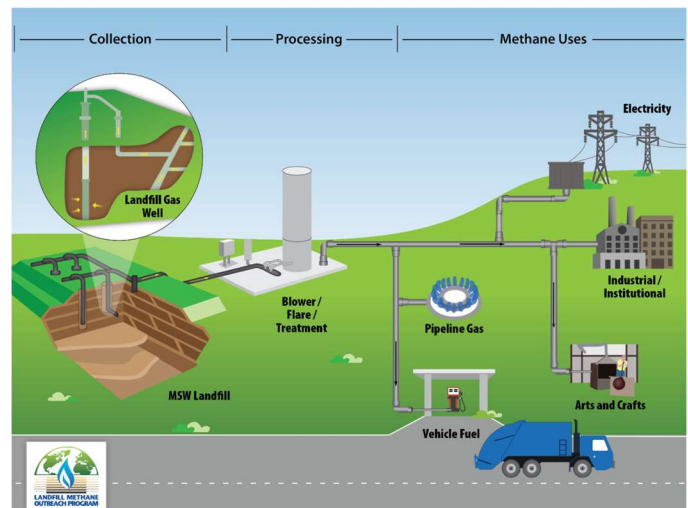 Collection
Processing
Methane Uses
Electricity
Landfill Gas
Well
Industrial /
Institutional
Blower /
Flare /
Treatment
Pipeline Gas
MSW Landfill
Arts and Crafts
Vehicle Fuel
LANDFILL METHANE
OUTREACH PROGRAM